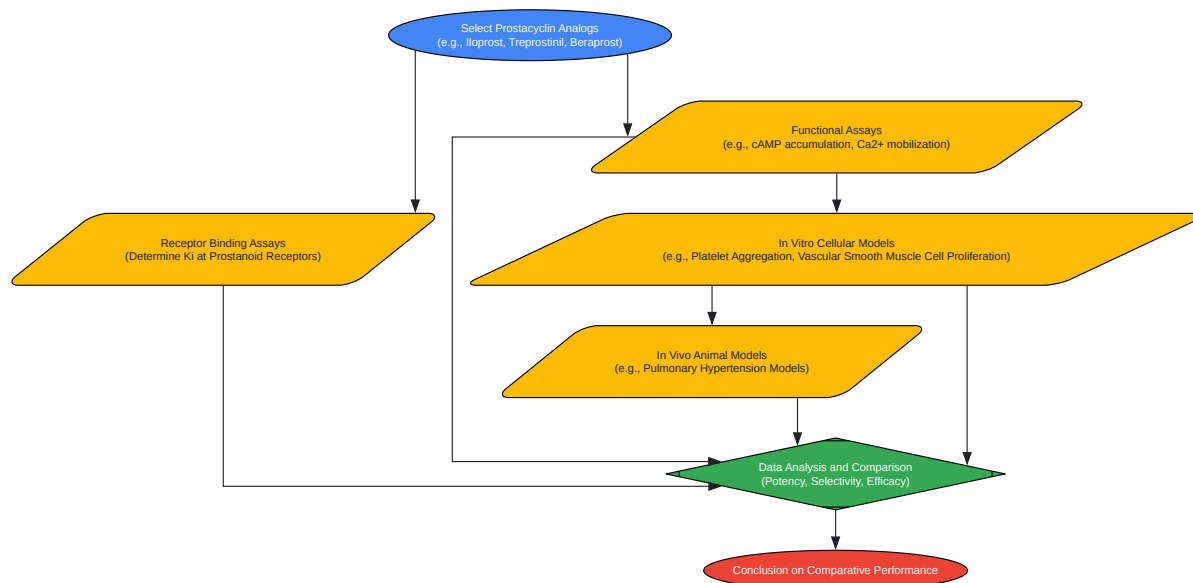 Select Prostacyclin Analogs
(e.g., Iloprost, Treprostinil, Beraprost)
Functional Assays
(e.g., cAMP accumulation, Ca2+ mobilization)
Receptor Binding Assays
(Determine Ki at Prostanoid Receptors)
In Vitro Cellular Models
(e.g., Platelet Aggregation, Vascular Smooth Muscle Cell Proliferation)
In Vivo Animal Models
(e.g., Pulmonary Hypertension Models)
Data Analysis and Comparison
(Potency, Selectivity, Efficacy)
Conclusion on Comparative Performance